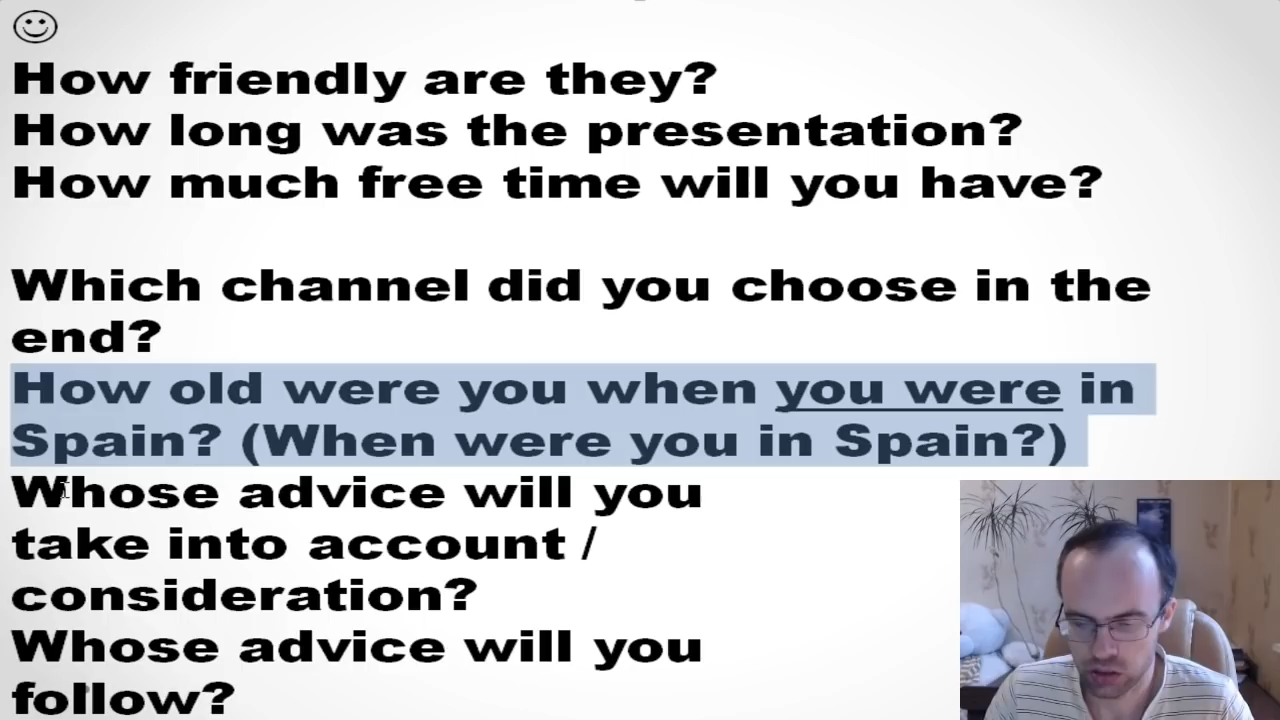 How friendly are they?
How long was the presentation?
How much free time will you have?
Which channel did you choose in the
end?
How old were you when you were in
Spain? (When were you in Spain?)
Whose advice will you
take into account /
consideration?
Whose advice will you
follow?